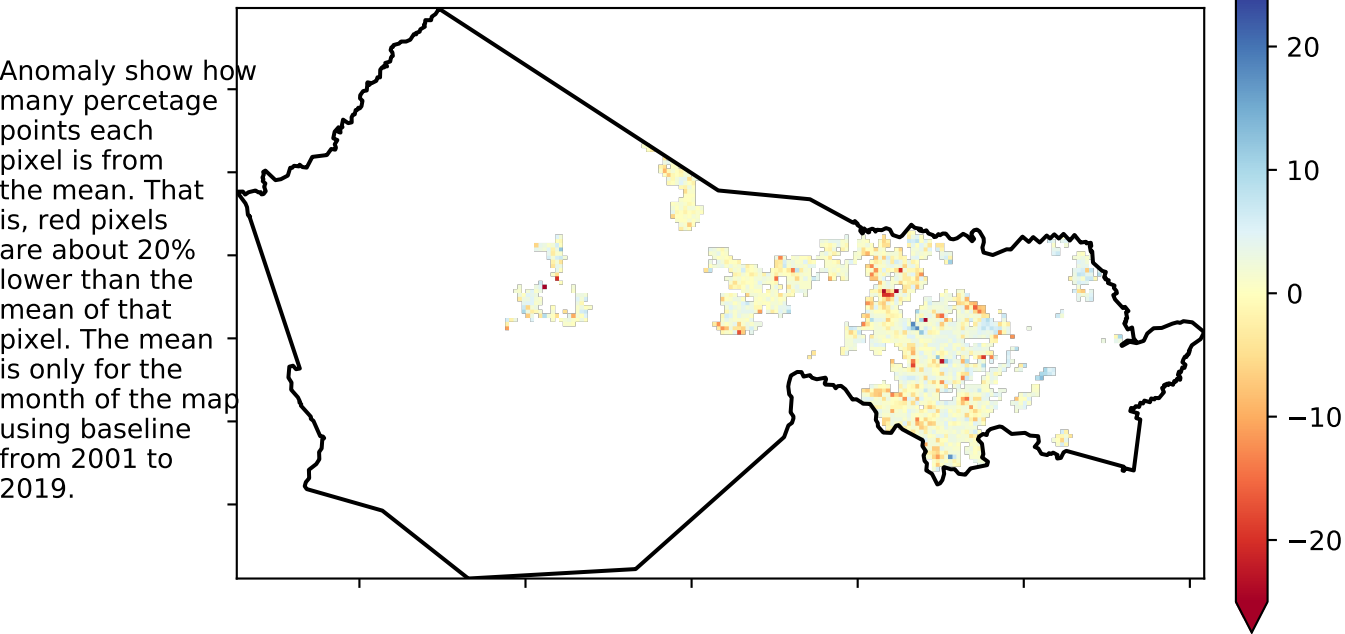 Anomaly show how
many percetage
points each
pixel is from
the mean. That
is, red pixels
are about 20%
lower than the
mean of that
pixel. The mean
is only for the
month of the map
using baseline
from 2001 to
2019.
20
10
0
−10
−20